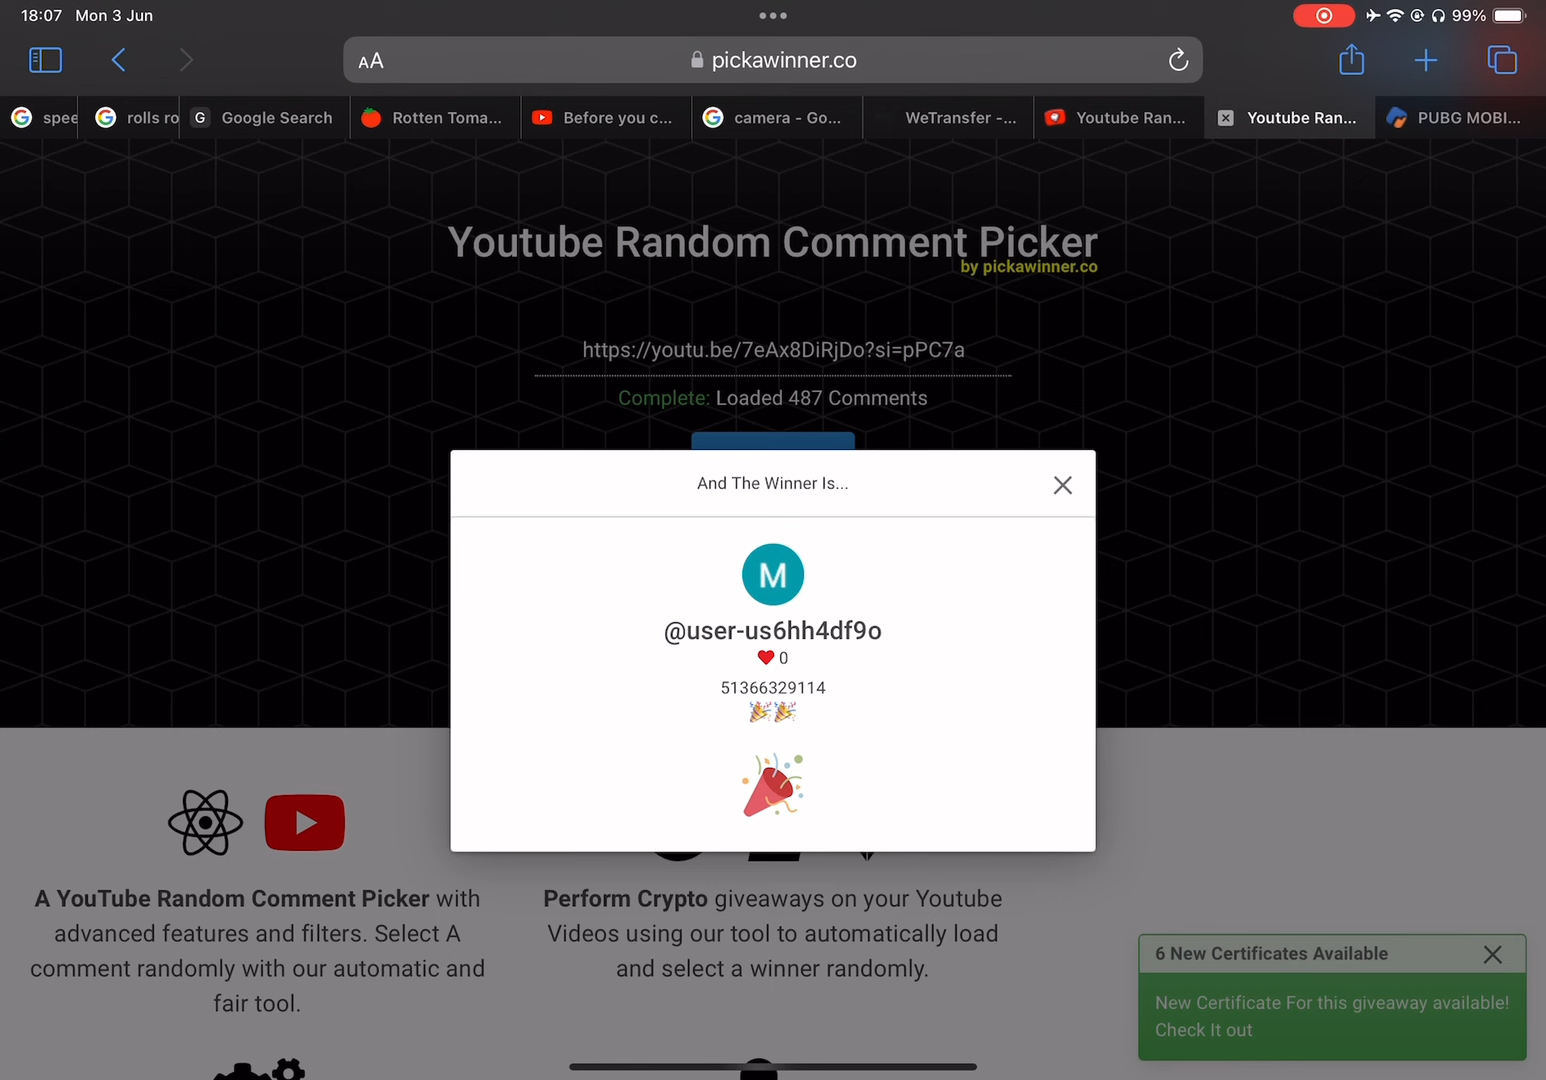 18:07 Mon 3 Jun
99%
AA
pickawinner.co
spee
rolls ro
G Google Search
Rotten Toma...
Before you c...
camera - Go...
WeTransfer -...
Youtube Ran...
Youtube Ran...
PUBG MOBI...
Youtube Random Comment Picker
by pickawinner.co
https://youtu.be/7eAx8DiRjDo?si=pPC7a
Complete: Loaded 487 Comments
And The Winner Is...
M
@user-us6hh4df9o
0
51366329114
A YouTube Random Comment Picker with
advanced features and filters. Select A
comment randomly with our automatic and
fair tool.
Perform Crypto giveaways on your Youtube
Videos using our tool to automatically load
and select a winner randomly.
6 New Certificates Available
New Certificate For this giveaway available!
Check It out